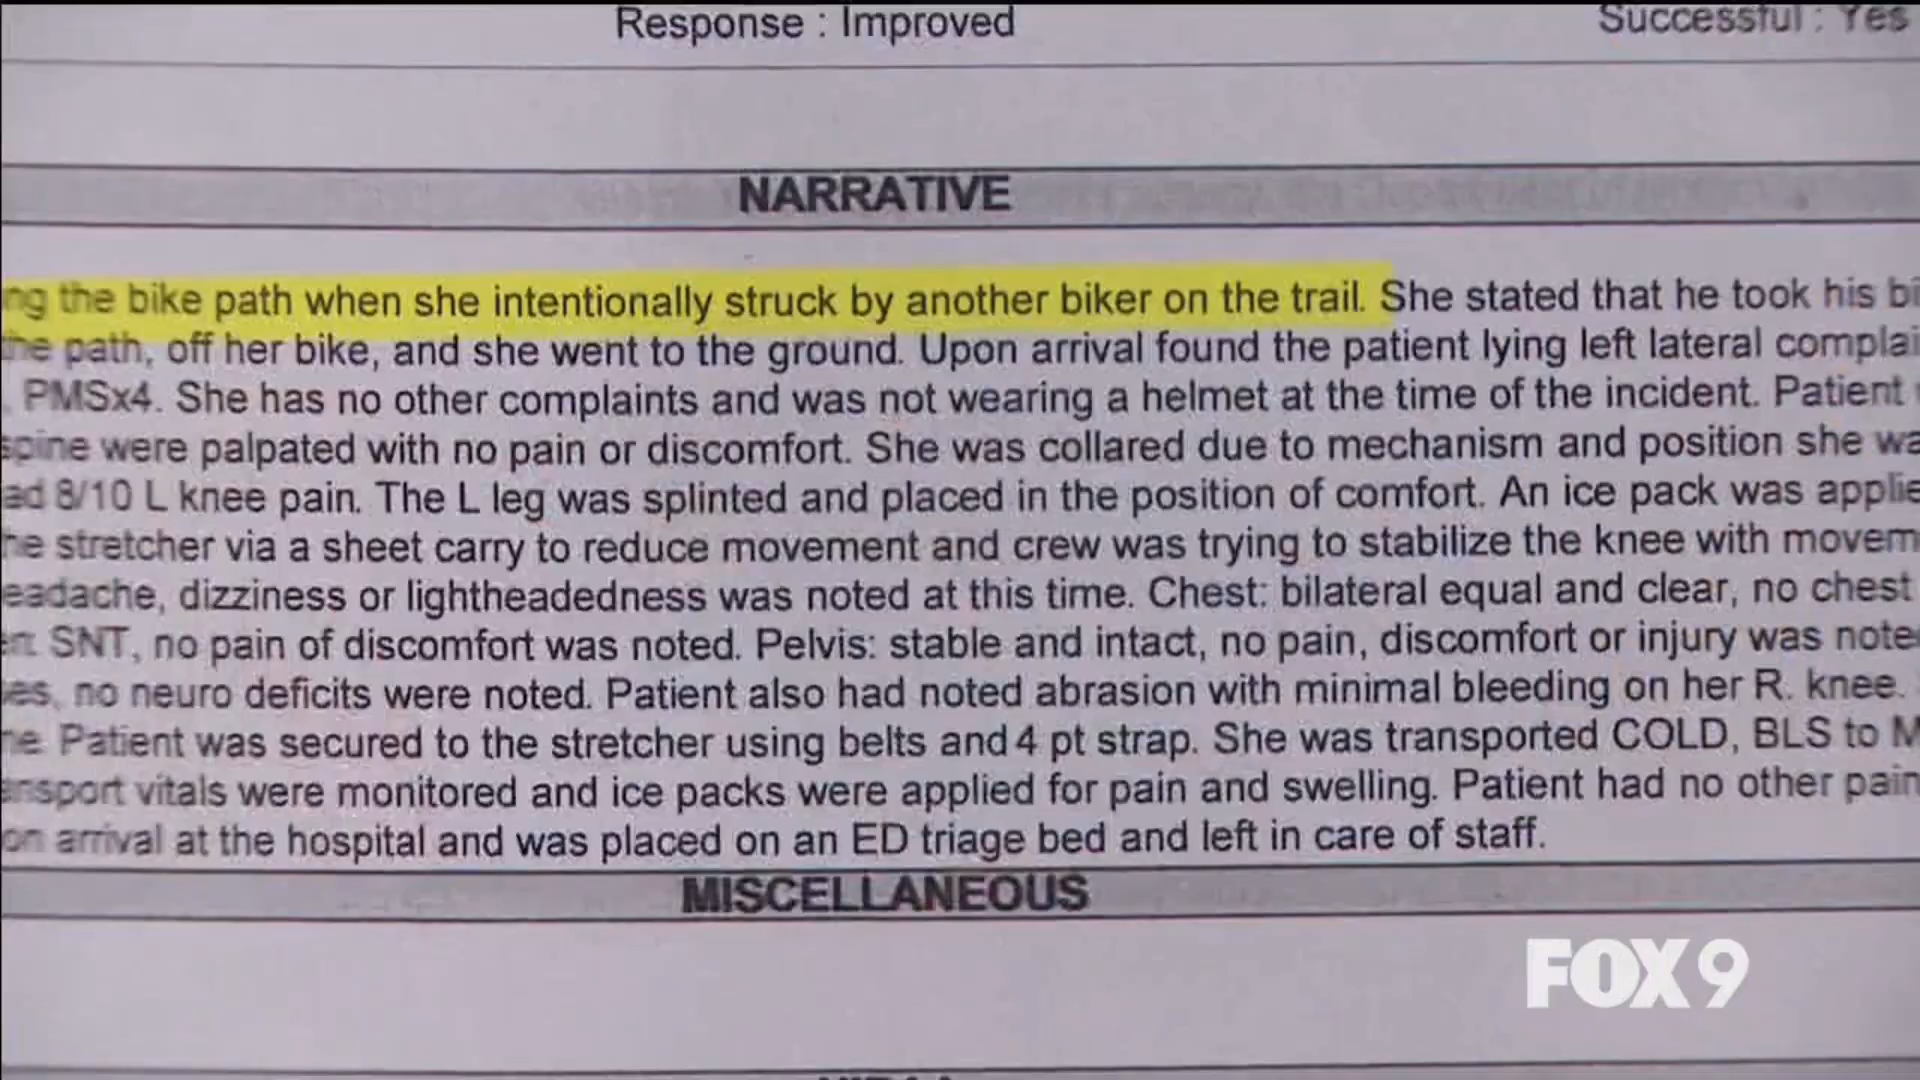 Response : Improved Successful : Yes
NARRATIVE
ng the bike path when she intentionally struck by another biker on the trail. She stated that he took his bi
he path, off her bike, and she went to the ground. Upon arrival found the patient lying left lateral complai
. PMSx4. She has no other complaints and was not wearing a helmet at the time of the incident. Patient
spine were palpated with no pain or discomfort. She was collared due to mechanism and position she wa
ad 8/10 L knee pain. The L leg was splinted and placed in the position of comfort. An ice pack was applie
he stretcher via a sheet carry to reduce movement and crew was trying to stabilize the knee with movem
eadache, dizziness or lightheadedness was noted at this time. Chest: bilateral equal and clear, no chest
en: SNT, no pain of discomfort was noted. Pelvis: stable and intact, no pain, discomfort or injury was note
es, no neuro deficits were noted. Patient also had noted abrasion with minimal bleeding on her R. knee.
ne. Patient was secured to the stretcher using belts and 4 pt strap. She was transported COLD, BLS to M
ansport vitals were monitored and ice packs were applied for pain and swelling. Patient had no other pain
on arrival at the hospital and was placed on an ED triage bed and left in care of staff.
MISCELLANEOUS
FOX 9